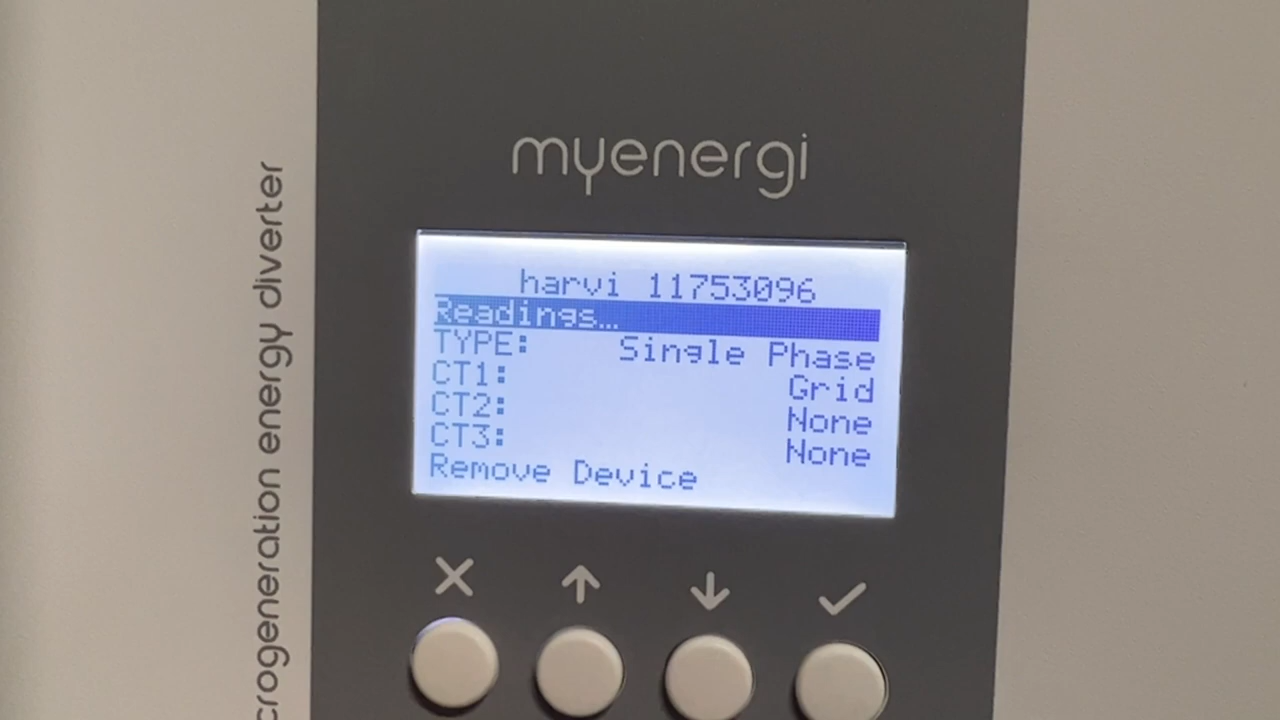 myenergi
harvi 11753096
Readings...
TYPE: Single Phase
CT1: Grid
CT2: None
CT3: None
Remove Device
crogeneration energy diverter